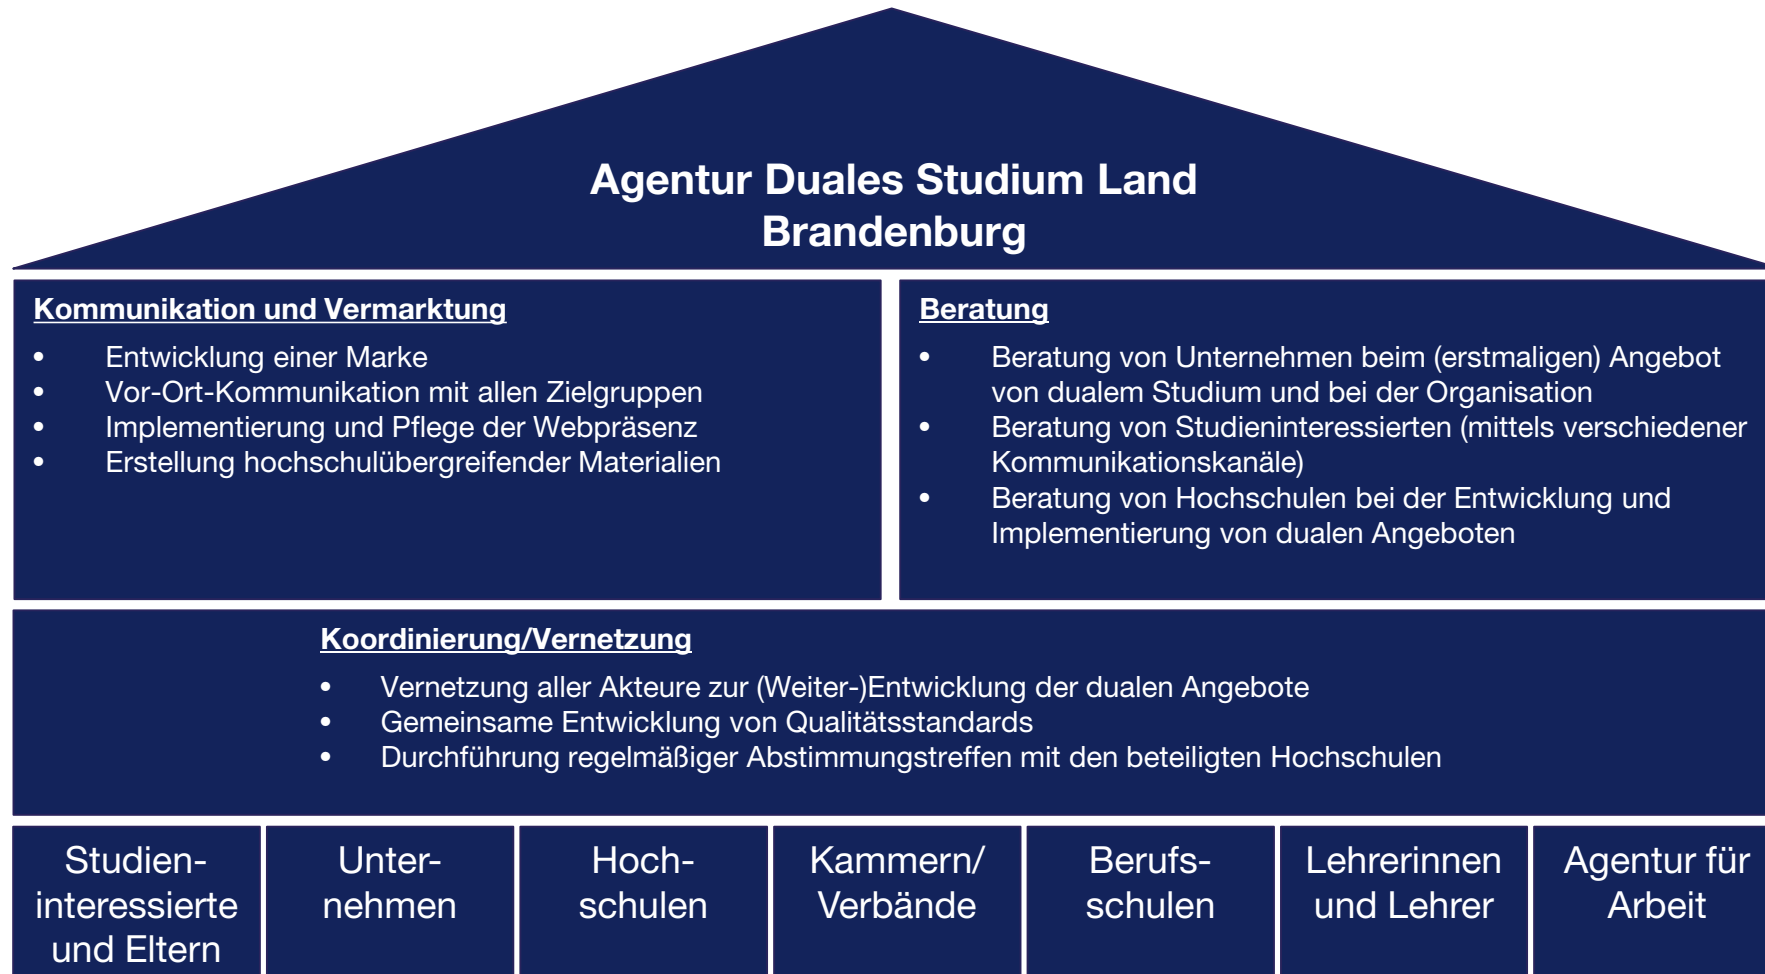 Agentur Duales Studium Land
Brandenburg
Kommunikation und Vermarktung
• Entwicklung einer Marke
• Vor-Ort-Kommunikation mit allen Zielgruppen
• Implementierung und Pflege der Webpräsenz
• Erstellung hochschulübergreifender Materialien
Beratung
• Beratung von Unternehmen beim (erstmaligen) Angebot
von dualem Studium und bei der Organisation
• Beratung von Studieninteressierten (mittels verschiedener
Kommunikationskanäle)
• Beratung von Hochschulen bei der Entwicklung und
Implementierung von dualen Angeboten
Koordinierung/Vernetzung
• Vernetzung aller Akteure zur (Weiter-)Entwicklung der dualen Angebote
• Gemeinsame Entwicklung von Qualitätsstandards
• Durchführung regelmäßiger Abstimmungstreffen mit den beteiligten Hochschulen
Studien-
interessierte
und Eltern
Unter-
nehmen
Hoch-
schulen
Kammern/
Verbände
Berufs-
schulen
Lehrerinnen
und Lehrer
Agentur für
Arbeit